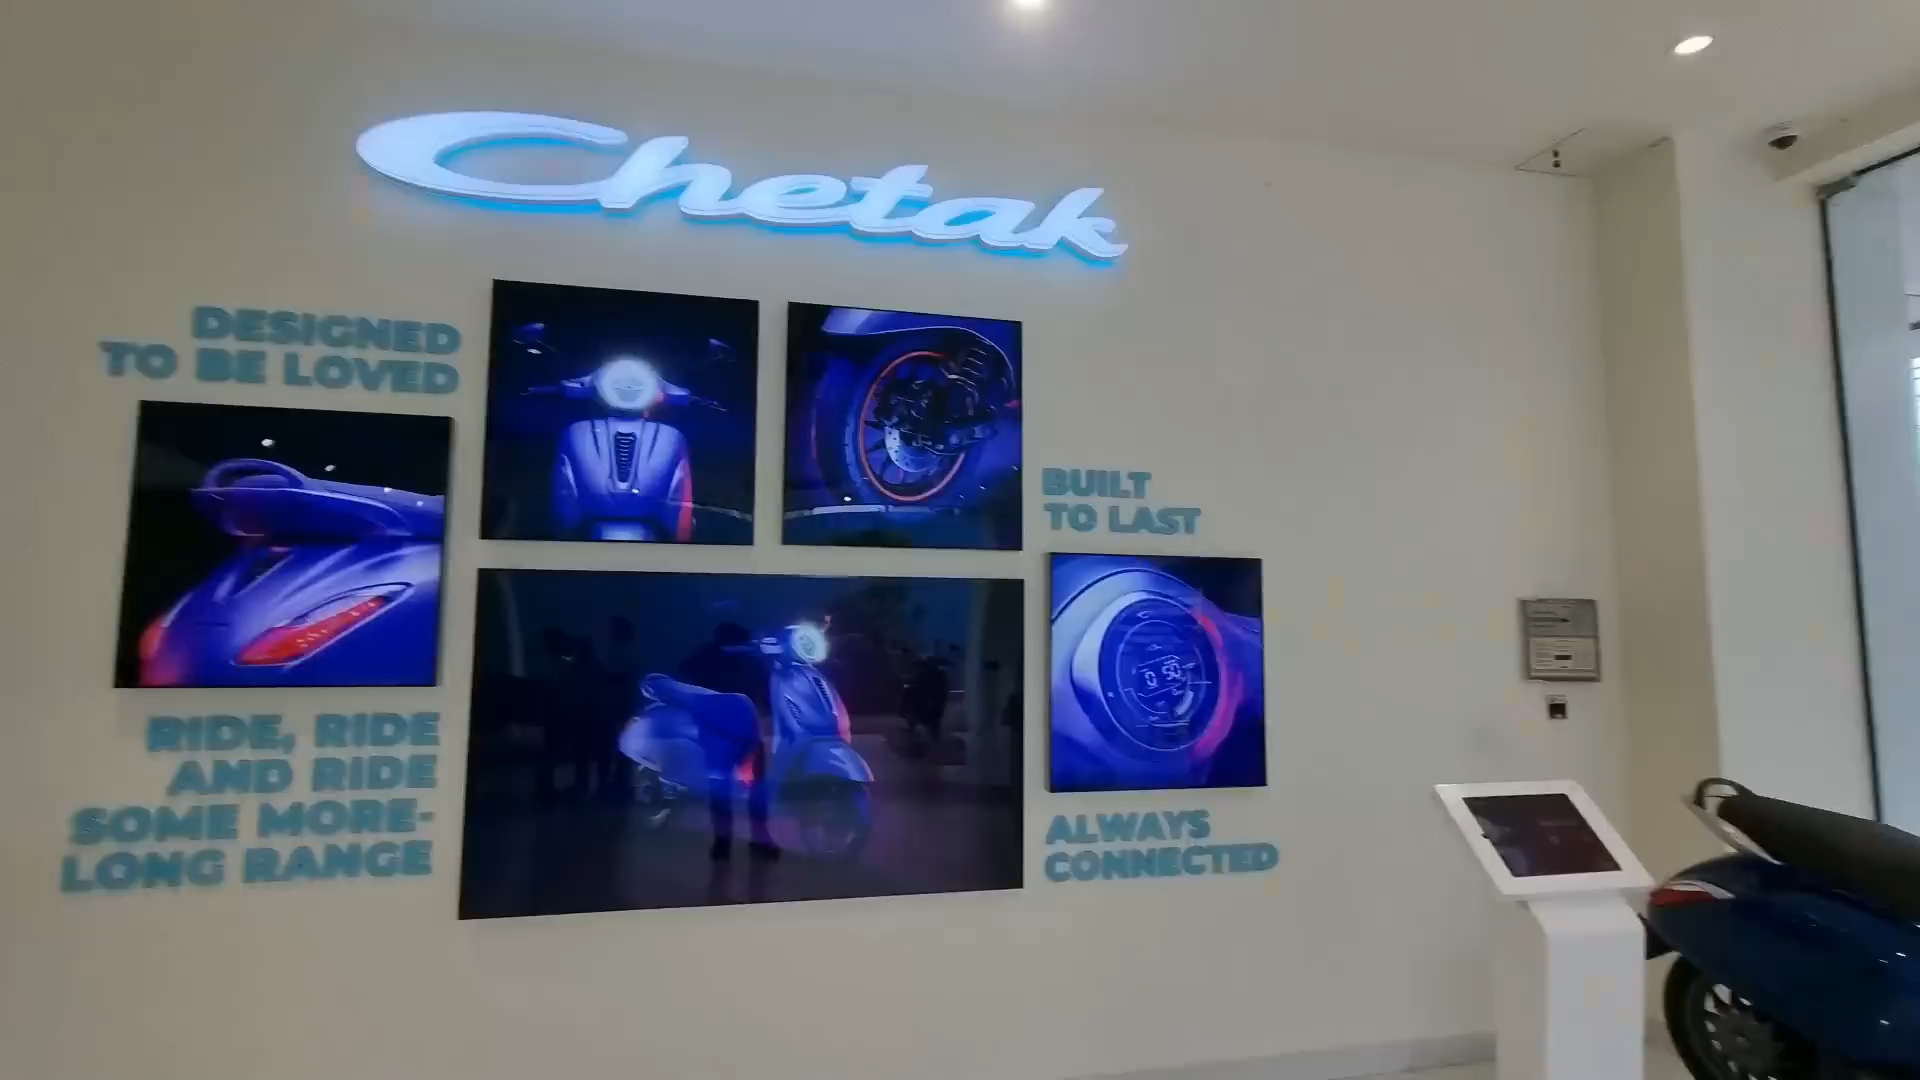 Chetak
DESIGNED
TO BE LOVED
BUILT
TO LAST
RIDE, RIDE
AND RIDE
SOME MORE-
LONG RANGE
ALWAYS
CONNECTED